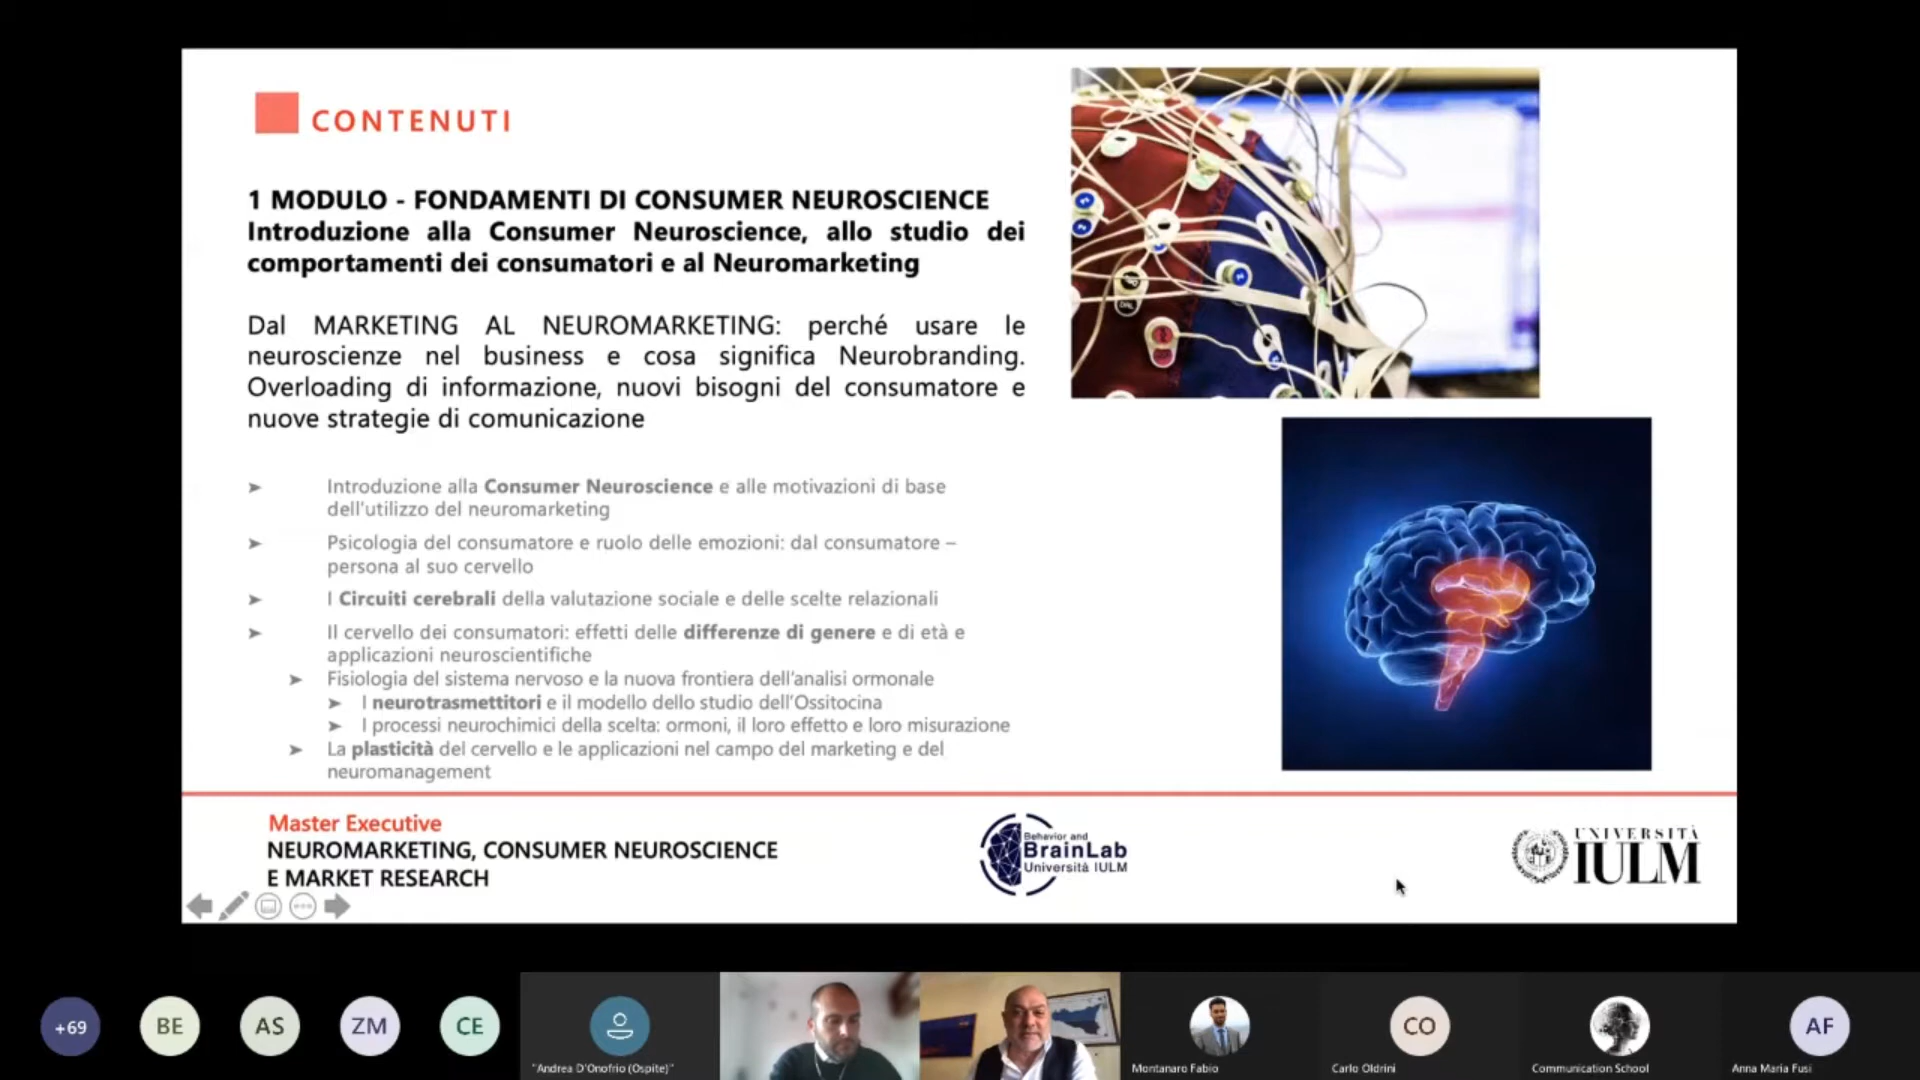 CONTENUTI
1 MODULO - FONDAMENTI DI CONSUMER NEUROSCIENCE
Introduzione alla Consumer Neuroscience, allo studio dei
comportamenti dei consumatori e al Neuromarketing
Dal MARKETING AL NEUROMARKETING: perché usare le
neuroscienze nel business e cosa significa Neurobranding.
Overloading di informazione, nuovi bisogni del consumatore e
nuove strategie di comunicazione
➤ Introduzione alla Consumer Neuroscience e alle motivazioni di base
dell'utilizzo del neuromarketing
➤ Psicologia del consumatore e ruolo delle emozioni: dal consumatore –
persona al suo cervello
➤ I Circuiti cerebrali della valutazione sociale e delle scelte relazionali
➤ Il cervello dei consumatori: effetti delle differenze di genere e di età e
applicazioni neuroscientifiche
➤ Fisiologia del sistema nervoso e la nuova frontiera dell'analisi ormonale
➤ I neurotrasmettitori e il modello dello studio dell'Ossitocina
➤ I processi neurochimici della scelta: ormoni, il loro effetto e loro misurazione
➤ La plasticità del cervello e le applicazioni nel campo del marketing e del
neuromanagement
Master Executive
NEUROMARKETING, CONSUMER NEUROSCIENCE
E MARKET RESEARCH
Behavior and
BrainLab
Università IULM
UNIVERSITÀ
IULM
+69
BE
AS
ZM
CE
"Andrea D'Onofrio (Ospite)"
Montanaro Fabio
CO
Carlo Oldrini
Communication School
AF
Anna Maria Fusi